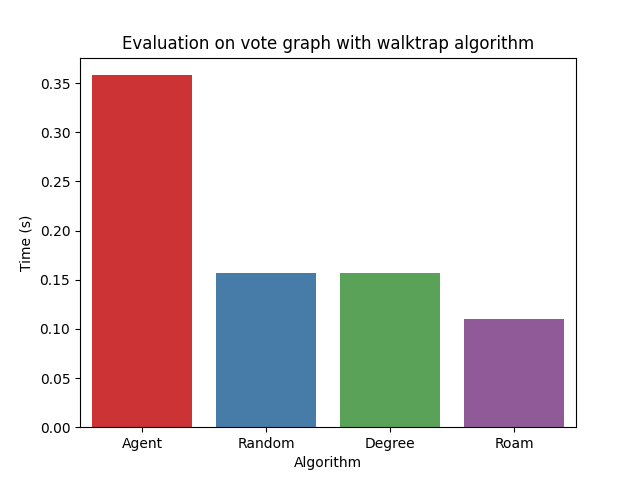 Evaluation on vote graph with walktrap algorithm
0.35
0.30
0.25
0.20
0.15
0.10
0.05
0.00
Time (s)
Agent Random Degree Roam
Algorithm